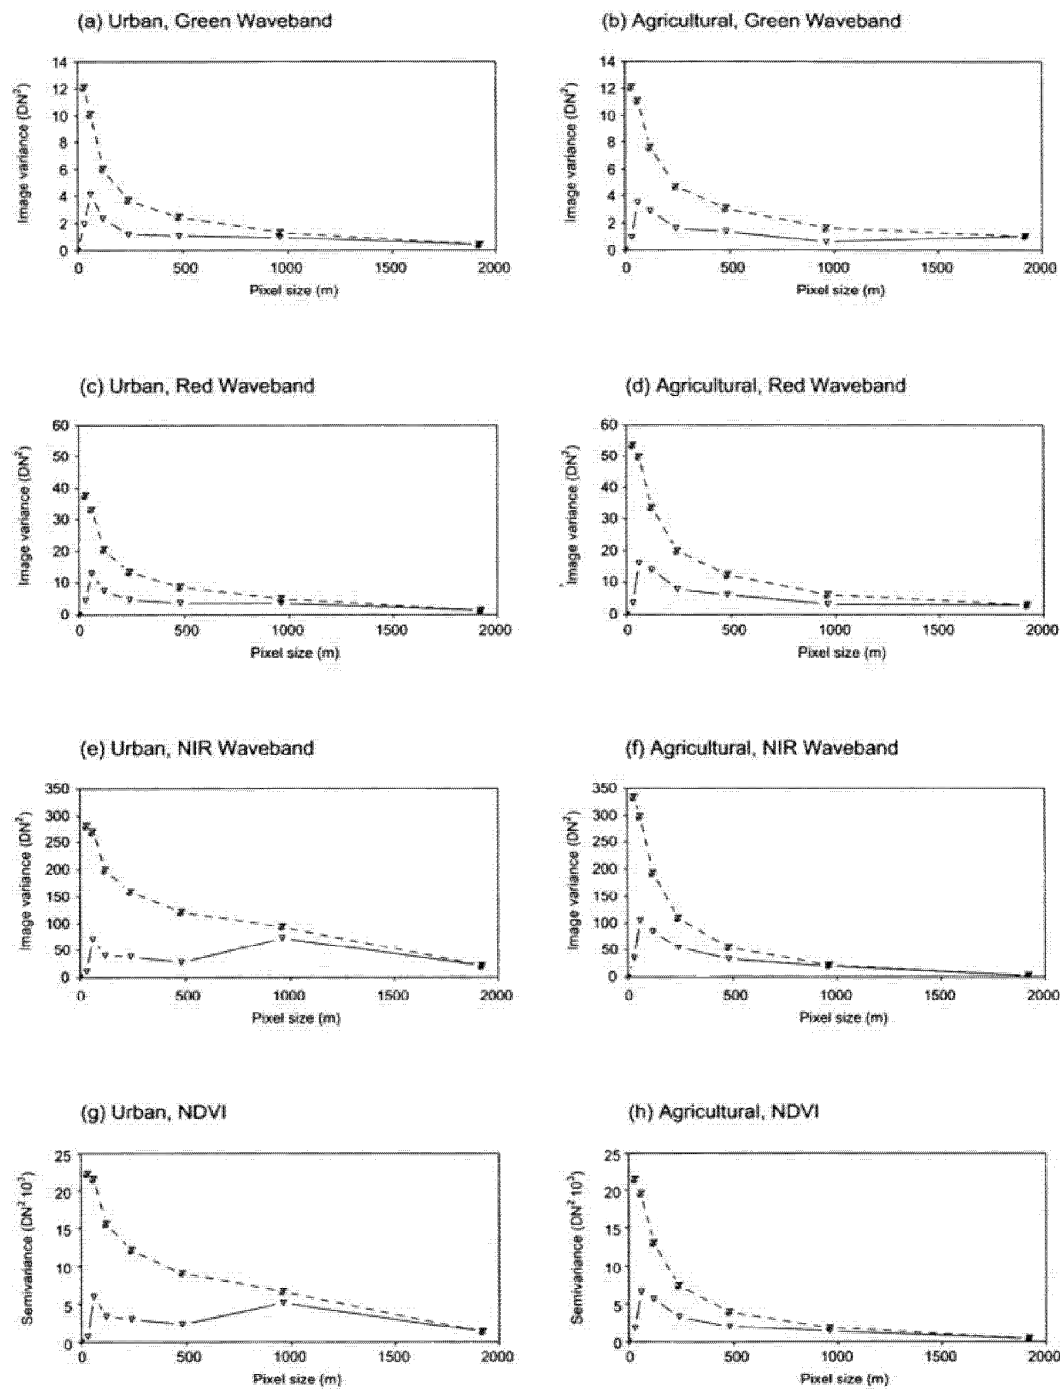 (a) Urban, Green Waveband
(b) Agricultural, Green Waveband
14
12
10
8
6
4
2
0
Image variance (DN²)
0 500 1000 1500 2000
Pixel size (m)
14
12
10
8
6
4
2
0
Image variance (DN²)
0 500 1000 1500 2000
Pixel size (m)
(c) Urban, Red Waveband
(d) Agricultural, Red Waveband
60
50
40
30
20
10
0
Image variance (DN²)
0 500 1000 1500 2000
Pixel size (m)
60
50
40
30
20
10
0
Image variance (DN²)
0 500 1000 1500 2000
Pixel size (m)
(e) Urban, NIR Waveband
(f) Agricultural, NIR Waveband
350
300
250
200
150
100
50
0
Image variance (DN²)
0 500 1000 1500 2000
Pixel size (m)
350
300
250
200
150
100
50
0
Image variance (DN²)
0 500 1000 1500 2000
Pixel size (m)
(g) Urban, NDVI
(h) Agricultural, NDVI
25
20
15
10
5
0
Semivariance (DN² 10³)
0 500 1000 1500 2000
Pixel size (m)
25
20
15
10
5
0
Semivariance (DN² 10³)
0 500 1000 1500 2000
Pixel size (m)